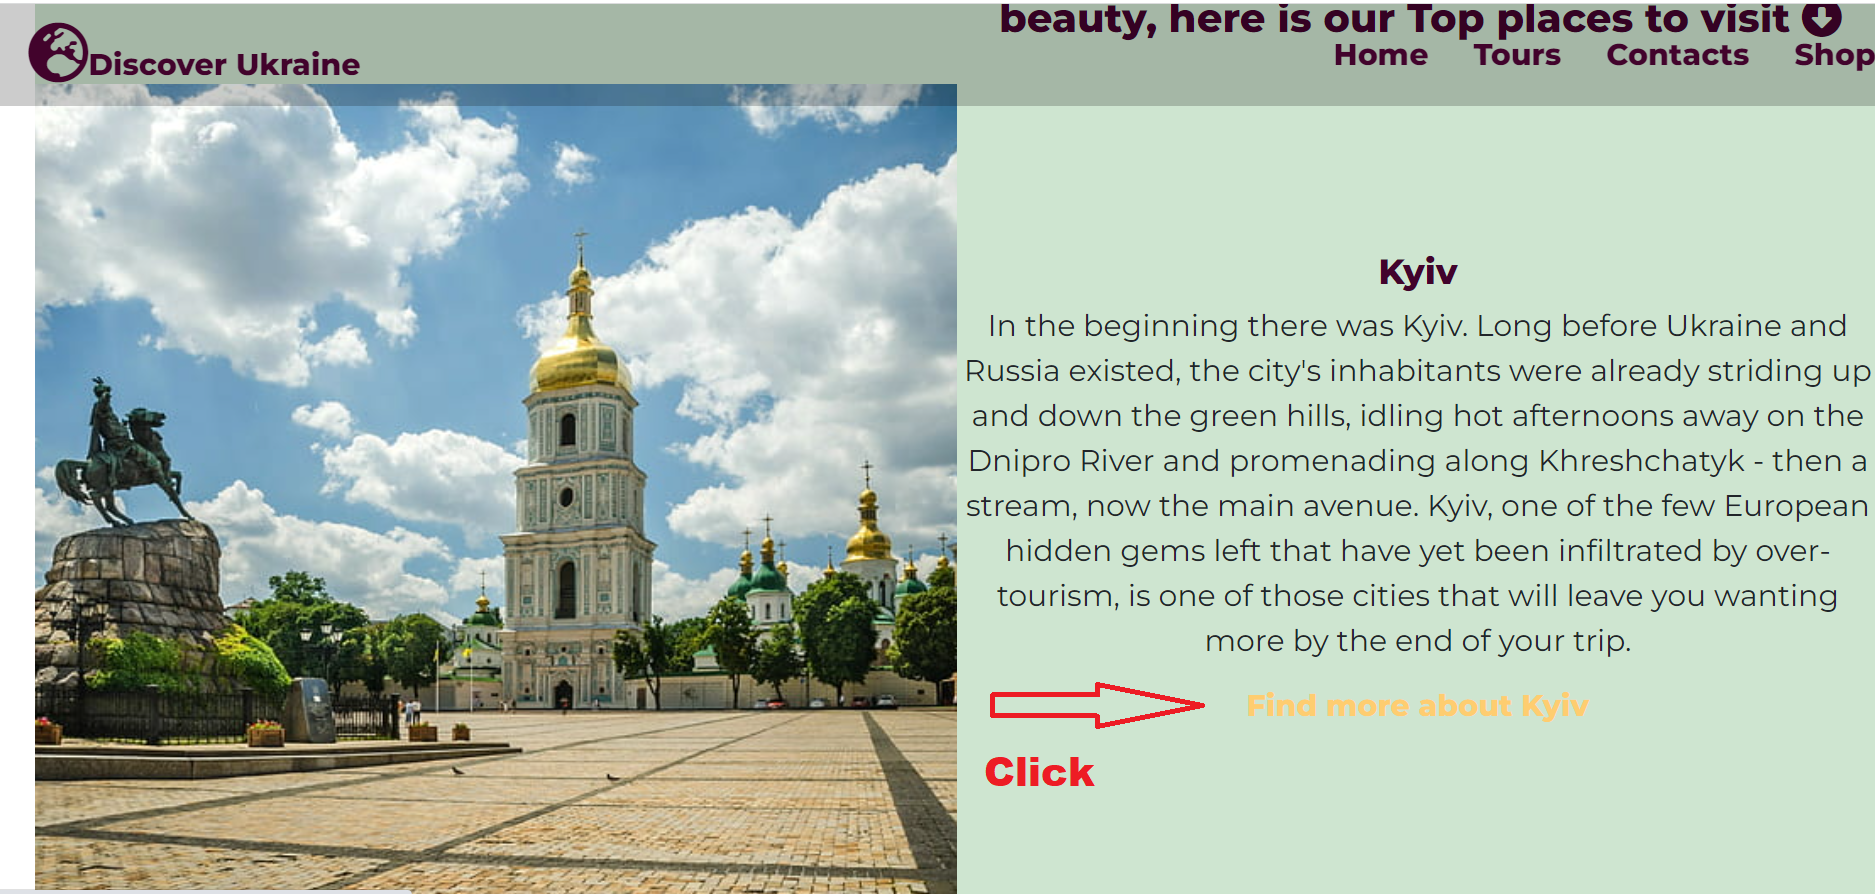 beauty, here is our Top places to visit
Discover Ukraine
Home Tours Contacts Shop
Kyiv
In the beginning there was Kyiv. Long before Ukraine and
Russia existed, the city's inhabitants were already striding up
and down the green hills, idling hot afternoons away on the
Dnipro River and promenading along Khreshchatyk - then a
stream, now the main avenue. Kyiv, one of the few European
hidden gems left that have yet been infiltrated by over-
tourism, is one of those cities that will leave you wanting
more by the end of your trip.
Find more about Kyiv
Click